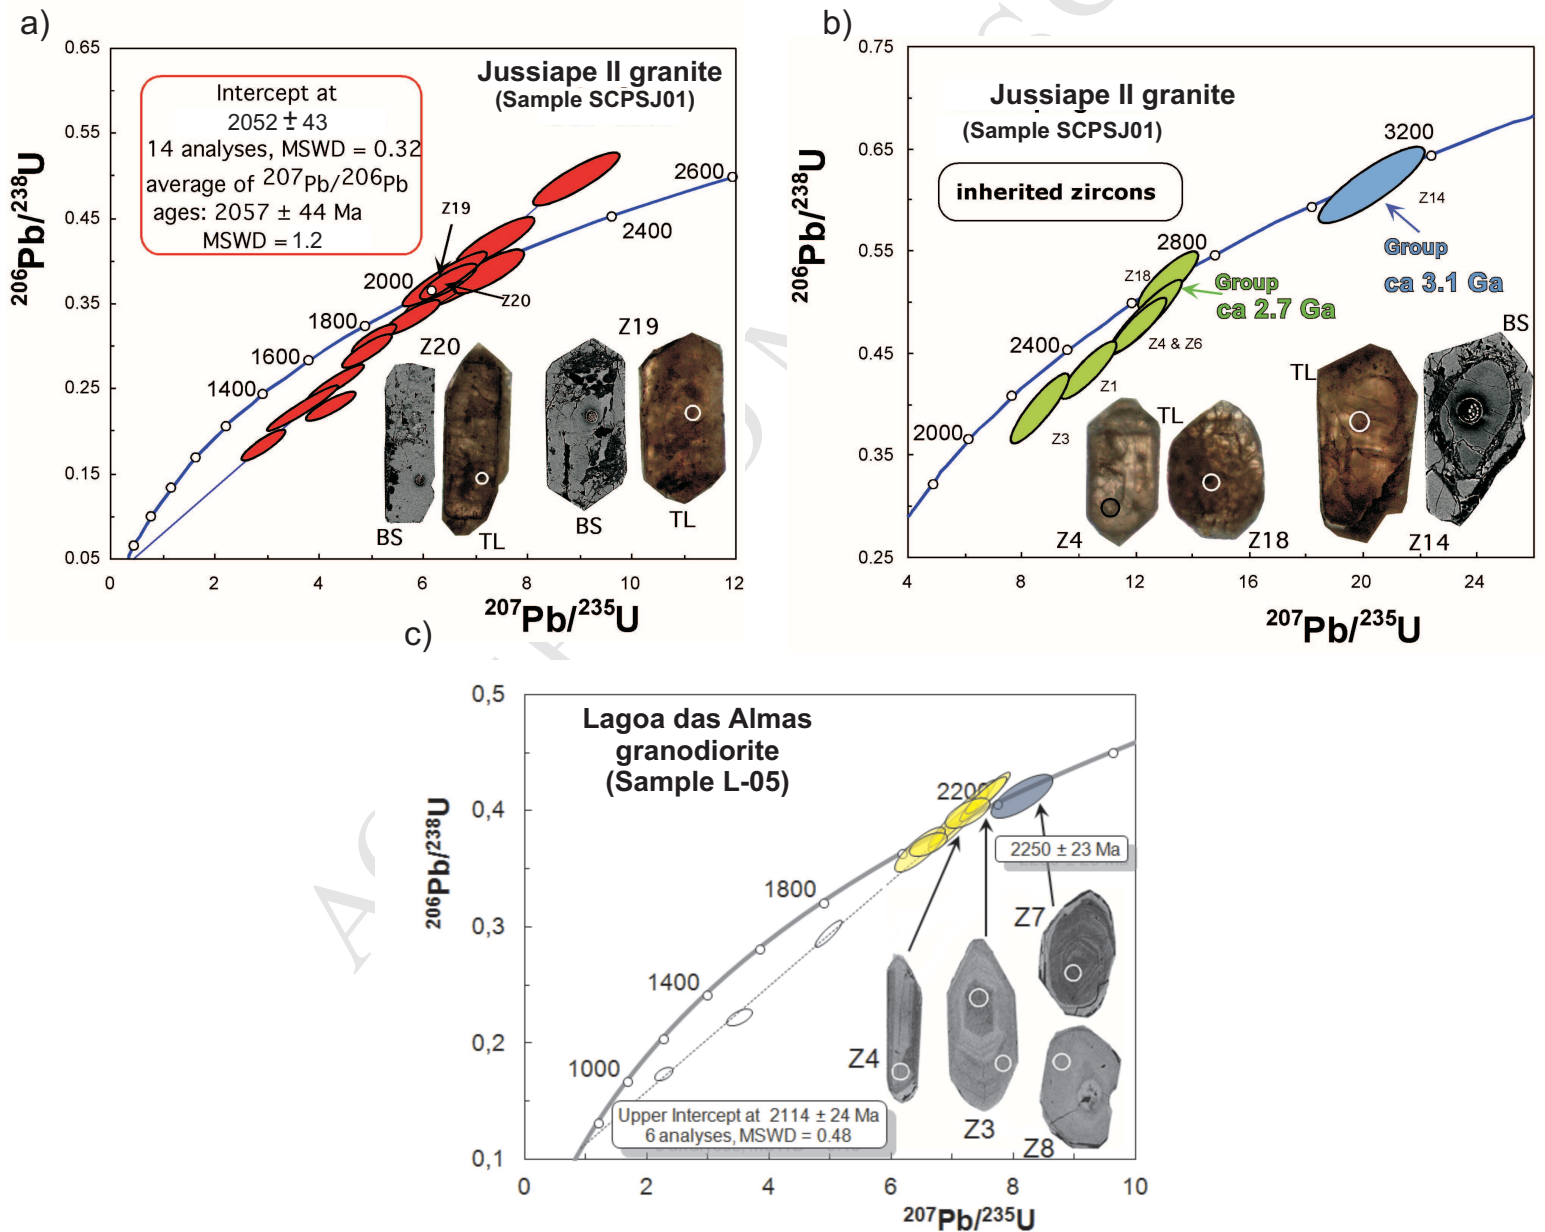 a)
Jussiape II granite
(Sample SCPSJ01)
Intercept at
2052 ± 43
14 analyses, MSWD = 0.32
average of 207Pb/206Pb
ages: 2057 ± 44 Ma
MSWD = 1.2
206Pb/238U
0.65
0.55
0.45
0.35
0.25
0.15
0.05
2600
2400
2000
1800
1600
1400
Z19
Z20
Z20
Z19
BS
TL
BS
TL
0 2 4 6 8 10 12
207Pb/235U
b)
Jussiape II granite
(Sample SCPSJ01)
inherited zircons
206Pb/238U
0.75
0.65
0.55
0.45
0.35
0.25
3200
2800
2400
2000
Z14
Group
ca 3.1 Ga
Z18
Group
ca 2.7 Ga
Z4 & Z6
Z1
Z3
BS
TL
TL
Z4
Z18
Z14
4 8 12 16 20 24
207Pb/235U
c)
Lagoa das Almas
granodiorite
(Sample L-05)
206Pb/238U
0,5
0,4
0,3
0,2
0,1
2200
1800
1400
1000
2250 ± 23 Ma
Z7
Z4
Z3
Z8
Upper Intercept at 2114 ± 24 Ma
6 analyses, MSWD = 0.48
0 2 4 6 8 10
207Pb/235U